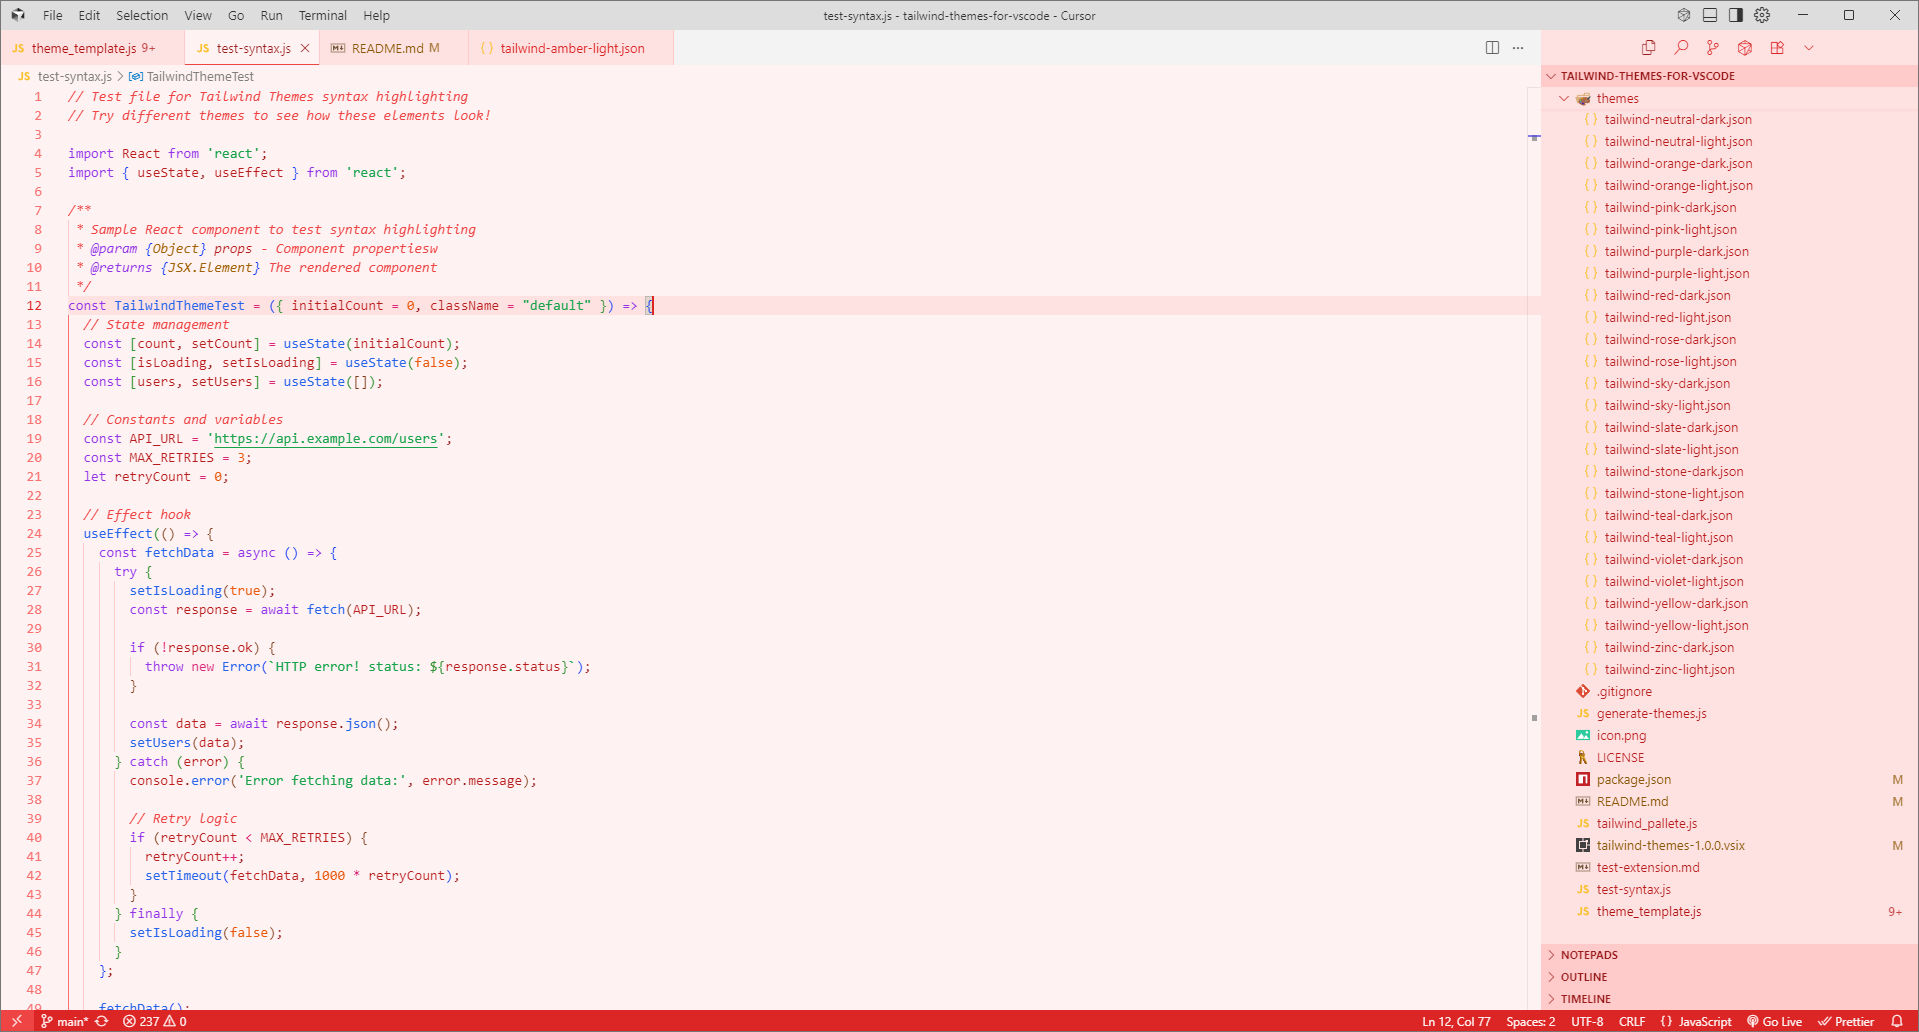 File Edit Selection View Go Run Terminal Help
test-syntax.js - tailwind-themes-for-vscode - Cursor
JS theme_template.js 9+
JS test-syntax.js
README.md M
{} tailwind-amber-light.json
JS test-syntax.js > TailwindThemeTest
1 // Test file for Tailwind Themes syntax highlighting
2 // Try different themes to see how these elements look!
3
4 import React from 'react';
5 import { useState, useEffect } from 'react';
6
7 /**
8 * Sample React component to test syntax highlighting
9 * @param {Object} props - Component propertiesw
10 * @returns {JSX.Element} The rendered component
11 */
12 const TailwindThemeTest = ({ initialCount = 0, className = "default" }) => {
13 // State management
14 const [count, setCount] = useState(initialCount);
15 const [isLoading, setIsLoading] = useState(false);
16 const [users, setUsers] = useState([]);
17
18 // Constants and variables
19 const API_URL = 'https://api.example.com/users';
20 const MAX_RETRIES = 3;
21 let retryCount = 0;
22
23 // Effect hook
24 useEffect(() => {
25 const fetchData = async () => {
26 try {
27 setIsLoading(true);
28 const response = await fetch(API_URL);
29
30 if (!response.ok) {
31 throw new Error(`HTTP error! status: ${response.status}`);
32 }
33
34 const data = await response.json();
35 setUsers(data);
36 } catch (error) {
37 console.error('Error fetching data:', error.message);
38
39 // Retry logic
40 if (retryCount < MAX_RETRIES) {
41 retryCount++;
42 setTimeout(fetchData, 1000 * retryCount);
43 }
44 } finally {
45 setIsLoading(false);
46 }
47 };
48
49 fetchData();
TAILWIND-THEMES-FOR-VSCODE
themes
{} tailwind-neutral-dark.json
{} tailwind-neutral-light.json
{} tailwind-orange-dark.json
{} tailwind-orange-light.json
{} tailwind-pink-dark.json
{} tailwind-pink-light.json
{} tailwind-purple-dark.json
{} tailwind-purple-light.json
{} tailwind-red-dark.json
{} tailwind-red-light.json
{} tailwind-rose-dark.json
{} tailwind-rose-light.json
{} tailwind-sky-dark.json
{} tailwind-sky-light.json
{} tailwind-slate-dark.json
{} tailwind-slate-light.json
{} tailwind-stone-dark.json
{} tailwind-stone-light.json
{} tailwind-teal-dark.json
{} tailwind-teal-light.json
{} tailwind-violet-dark.json
{} tailwind-violet-light.json
{} tailwind-yellow-dark.json
{} tailwind-yellow-light.json
{} tailwind-zinc-dark.json
{} tailwind-zinc-light.json
.gitignore
JS generate-themes.js
icon.png
LICENSE
package.json M
README.md M
JS tailwind_pallete.js
tailwind-themes-1.0.0.vsix M
test-extension.md
JS test-syntax.js
JS theme_template.js 9+
NOTEPADS
OUTLINE
TIMELINE
main* 237 0
Ln 12, Col 77 Spaces: 2 UTF-8 CRLF {} JavaScript Go Live Prettier